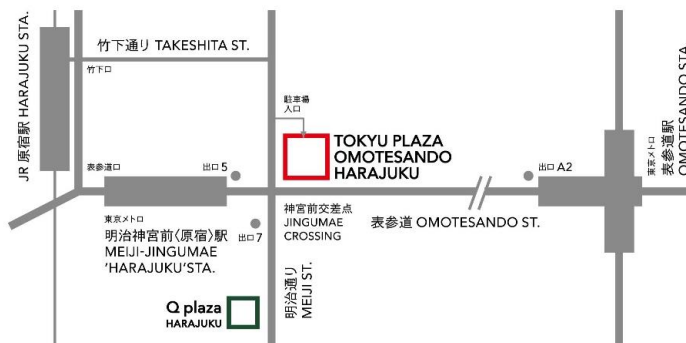 JR 原宿駅 HARAJUKU STA.
竹下通り TAKESHITA ST.
竹下口
駐車場
入口
TOKYU PLAZA
OMOTESANDO
HARAJUKU
東京メトロ
表参道駅
OMOTESANDO STA.
表参道口
出口 5
出口 A2
神宮前交差点
JINGUMAE
CROSSING
表参道 OMOTESANDO ST.
東京メトロ
明治神宮前〈原宿〉駅
MEIJI-JINGUMAE
'HARAJUKU'STA.
出口 7
明治通り
MEIJI ST.
Q plaza
HARAJUKU